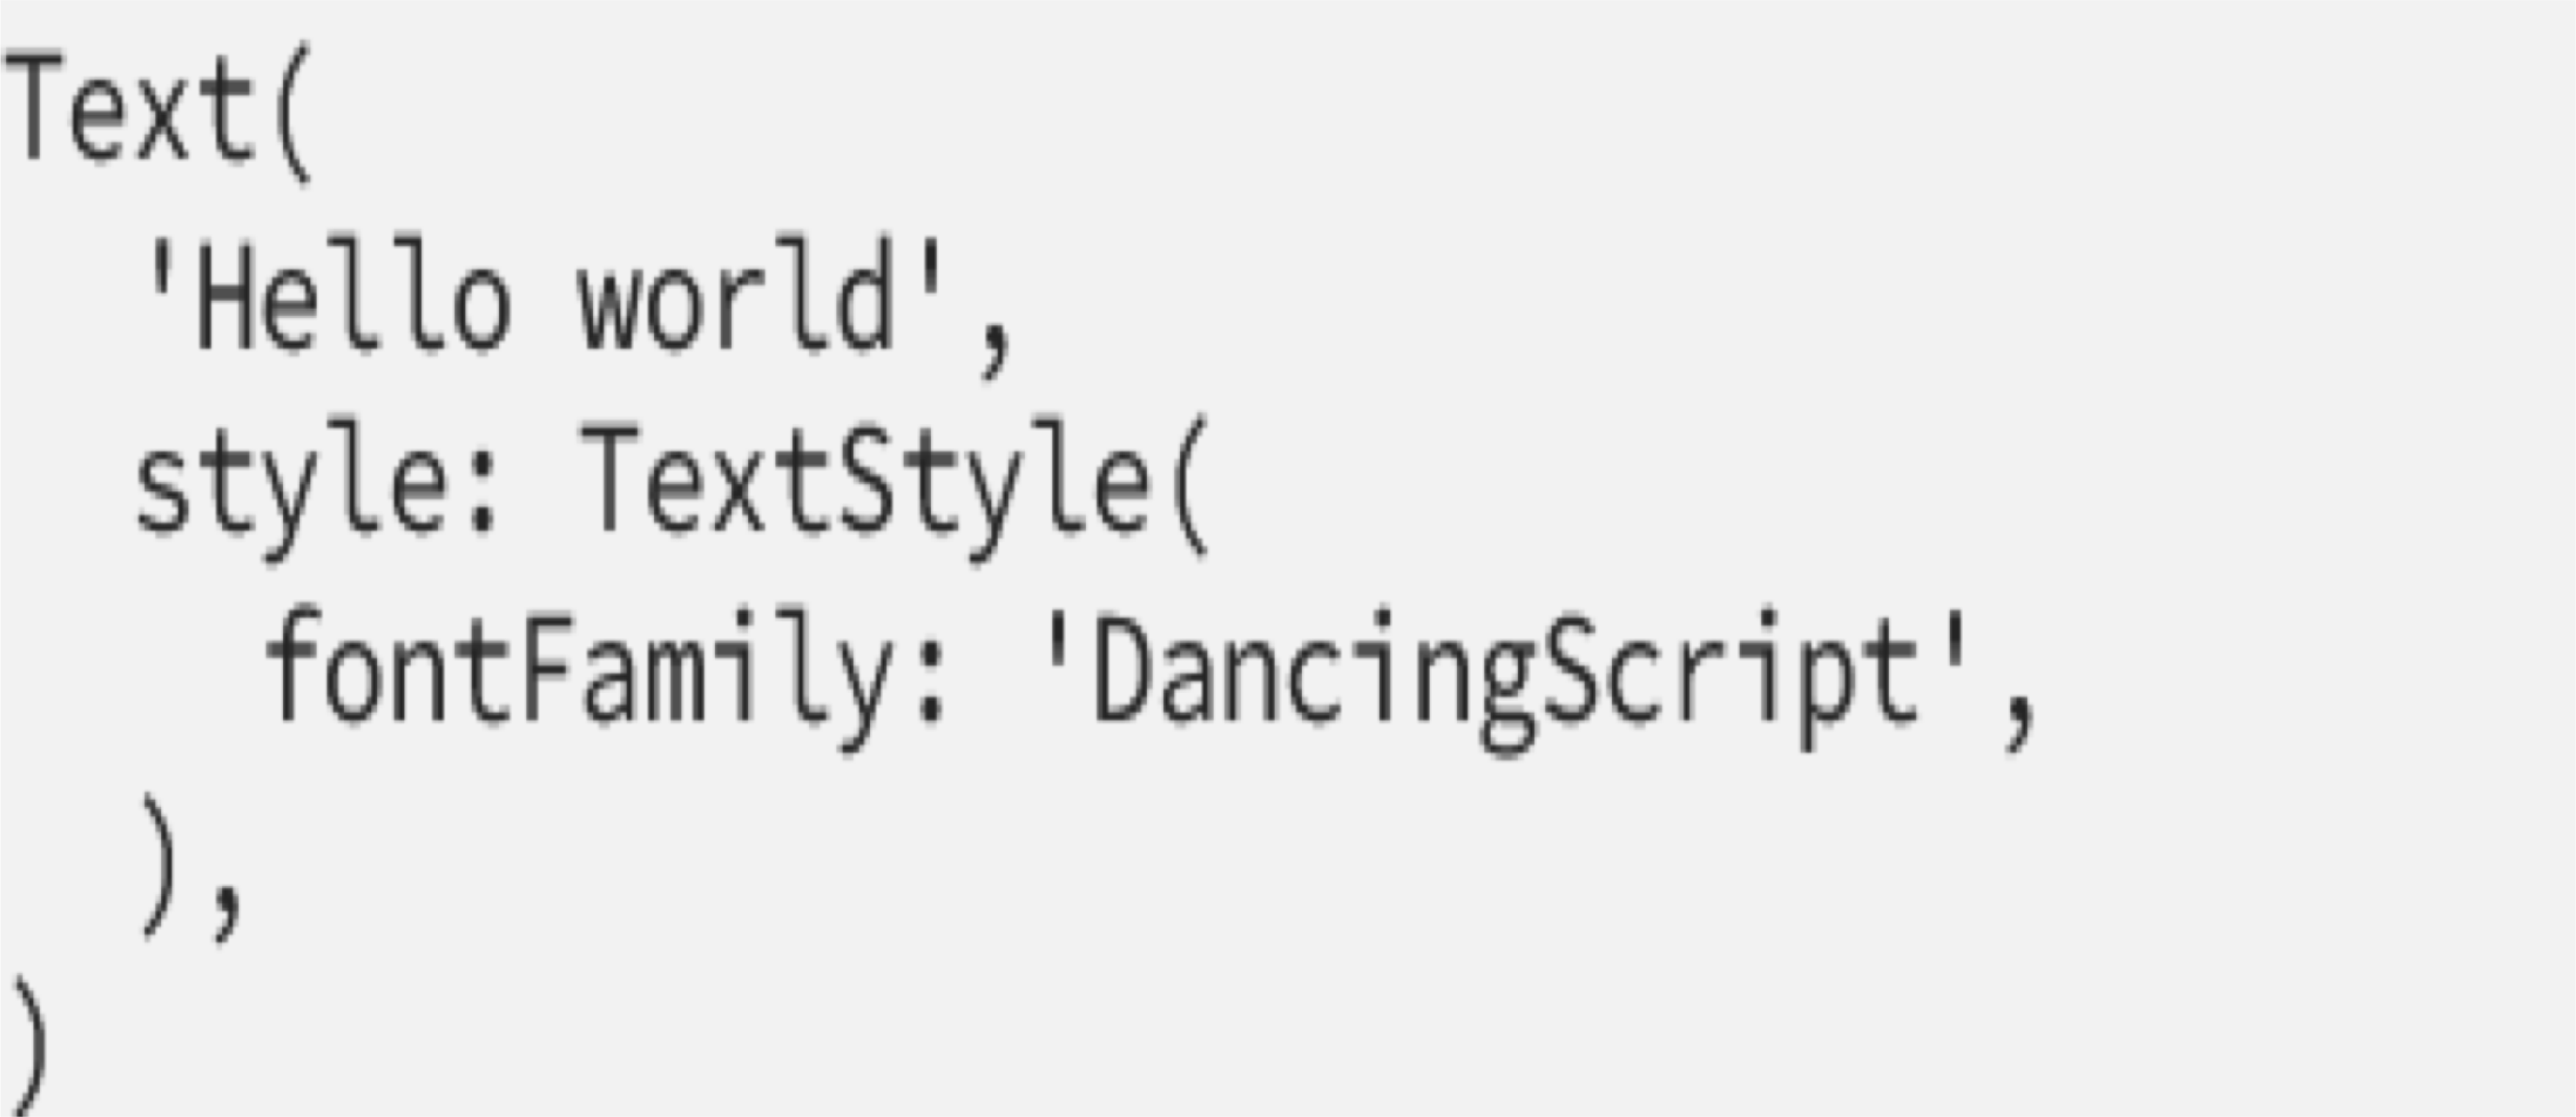 Text(
  'Hello world',
  style: TextStyle(
    fontFamily: 'DancingScript',
  ),
)